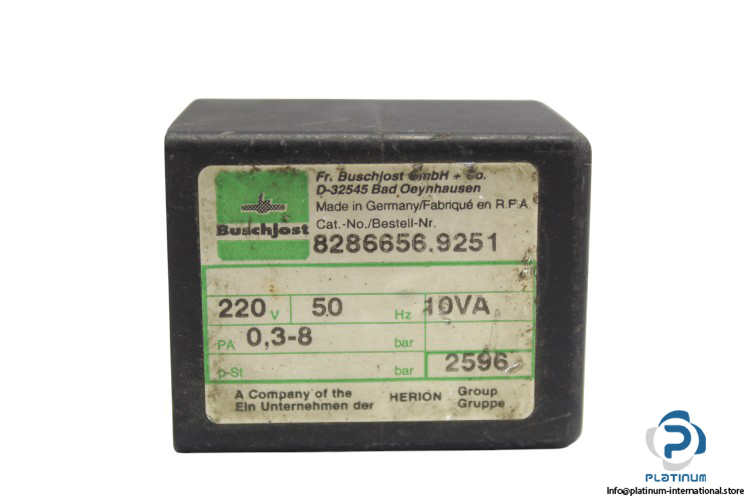 Buschjost
Fr. Buschjost GmbH + Co.
D-32545 Bad Oeynhausen
Made in Germany/Fabriqué en R.F.A
Cat.-No./Bestell-Nr.
8286656.9251
220 V 50 Hz 10VA
PA 0,3-8 bar
p-St bar 2596
A Company of the HERION Group
Ein Unternehmen der Gruppe
PLATINUM
Info@platinum-international.store